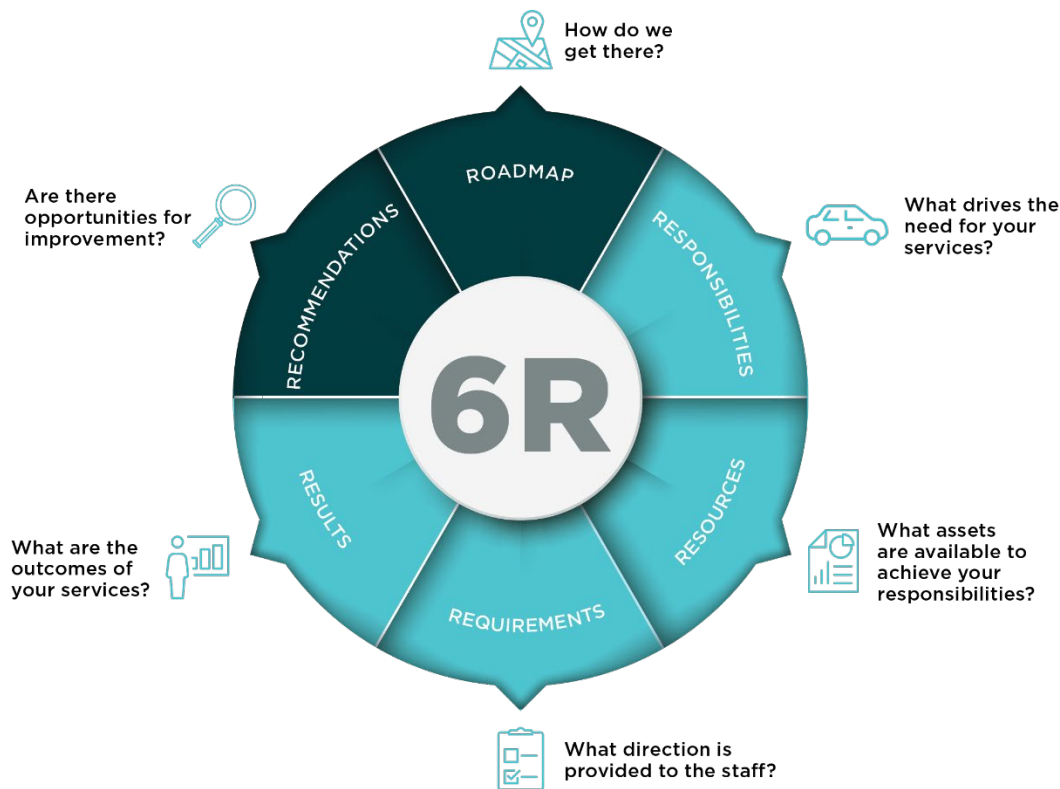 How do we
get there?
ROADMAP
Are there
opportunities for
improvement?
RECOMMENDATIONS
RESPONSIBILITIES
What drives the
need for your
services?
6R
What are the
outcomes of
your services?
RESULTS
RESOURCES
What assets
are available to
achieve your
responsibilities?
REQUIREMENTS
What direction is
provided to the staff?